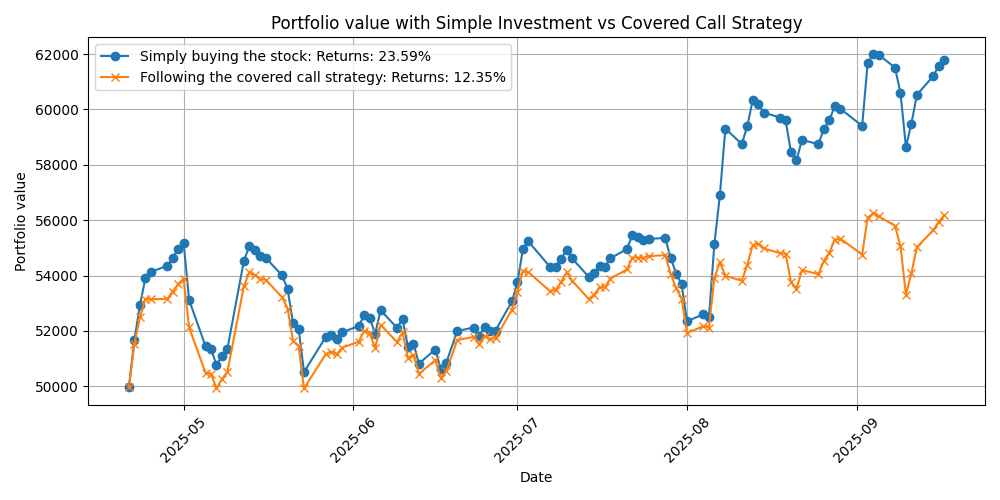 Portfolio value with Simple Investment vs Covered Call Strategy
Simply buying the stock: Returns: 23.59%
Following the covered call strategy: Returns: 12.35%
Portfolio value
62000
60000
58000
56000
54000
52000
50000
2025-05
2025-06
2025-07
2025-08
2025-09
Date